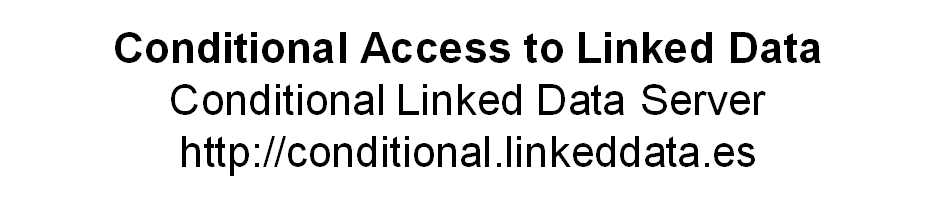 Conditional Access to Linked Data
Conditional Linked Data Server
http://conditional.linkeddata.es